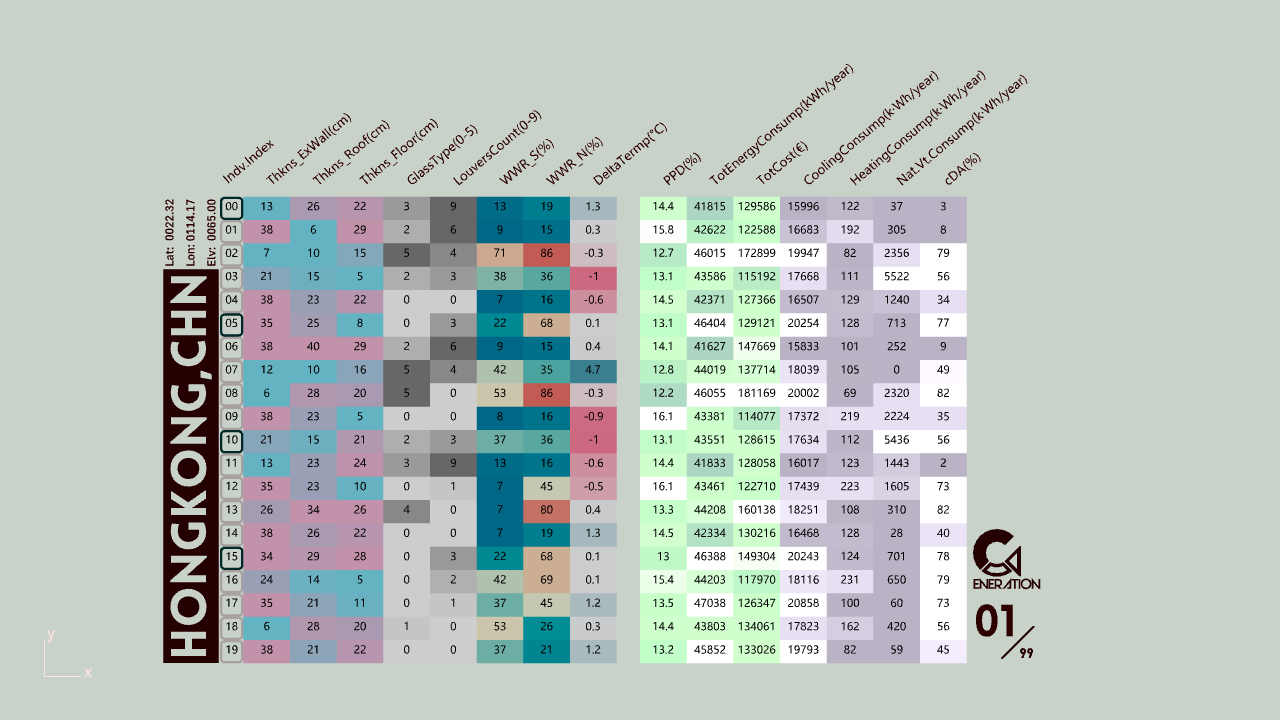 Indv.Index Thkns_ExWall(cm) Thkns_Roof(cm) Thkns_Floor(cm) GlassType(0-5) LouversCount(0-9) WWR_S(%) WWR_N(%) DeltaTermp(°C) PPD(%) TotEnergyConsump(kWh/year) TotCost(€) CoolingConsump(k·Wh/year) HeatingConsump(k·Wh/year) Nat.Vt.Consump(k·Wh/year) cDA(%)
Lat: 0022.32
Lon: 0114.17
Elv: 0065.00
HONGKONG,CHN
00 13 26 22 3 9 13 19 1.3 14.4 41815 129586 15996 122 37 3
01 38 6 29 2 6 9 15 0.3 15.8 42622 122588 16683 192 305 8
02 7 10 15 5 4 71 86 -0.3 12.7 46015 172899 19947 82 2356 79
03 21 15 5 2 3 38 36 -1 13.1 43586 115192 17668 111 5522 56
04 38 23 22 0 0 7 16 -0.6 14.5 42371 127366 16507 129 1240 34
05 35 25 8 0 3 22 68 0.1 13.1 46404 129121 20254 128 713 77
06 38 40 29 2 6 9 15 0.4 14.1 41627 147669 15833 101 252 9
07 12 10 16 5 4 42 35 4.7 12.8 44019 137714 18039 105 0 49
08 6 28 20 5 0 53 86 -0.3 12.2 46055 181169 20002 69 2320 82
09 38 23 5 0 0 8 16 -0.9 16.1 43381 114077 17372 219 2224 35
10 21 15 21 2 3 37 36 -1 13.1 43551 128615 17634 112 5436 56
11 13 23 24 3 9 13 16 -0.6 14.4 41833 128058 16017 123 1443 2
12 35 23 10 0 1 7 45 -0.5 16.1 43461 122710 17439 223 1605 73
13 26 34 26 4 0 7 80 0.4 13.3 44208 160138 18251 108 310 82
14 38 26 22 0 0 7 19 1.3 14.5 42334 130216 16468 128 28 40
15 34 29 28 0 3 22 68 0.1 13 46388 149304 20243 124 701 78
16 24 14 5 0 2 42 69 0.1 15.4 44203 117970 18116 231 650 79
17 35 21 11 0 1 37 45 1.2 13.5 47038 126347 20858 100 60 73
18 6 28 20 1 0 53 26 0.3 14.4 43803 134061 17823 162 420 56
19 38 21 22 0 0 37 21 1.2 13.2 45852 133026 19793 82 59 45
ENERATION
01/99
y
x